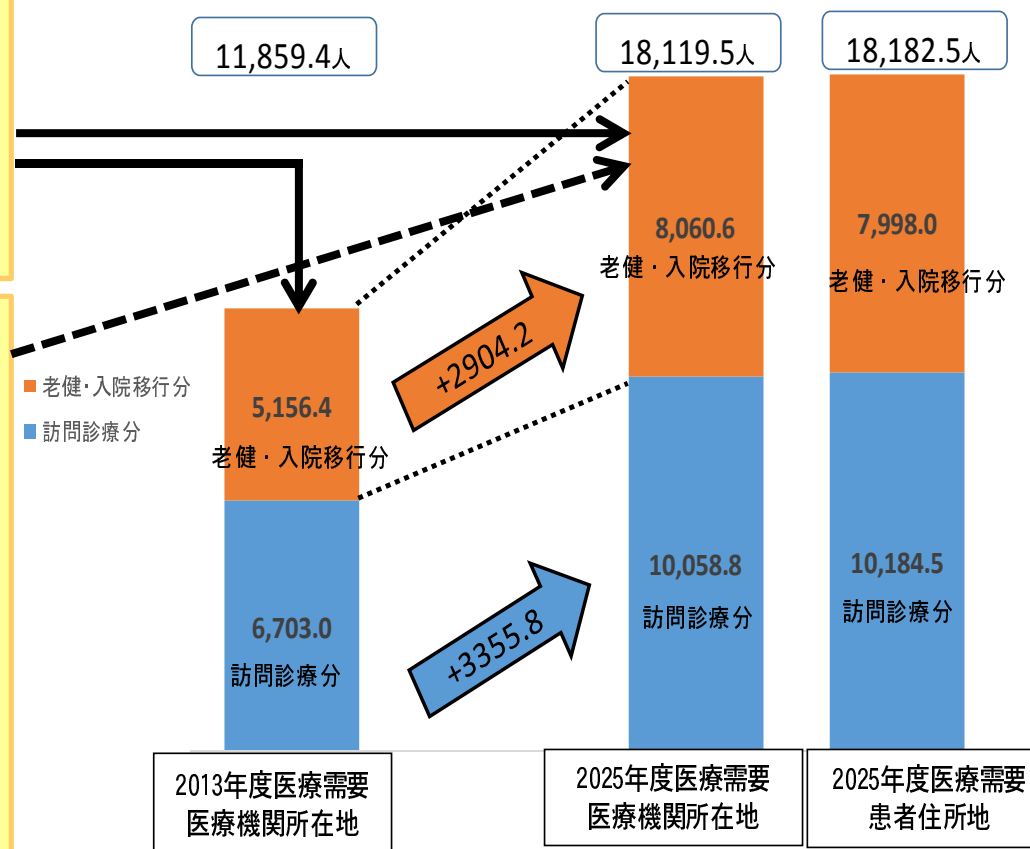 11,859.4人
18,119.5人
18,182.5人
8,060.6
老健・入院移行分
7,998.0
老健・入院移行分
+2904.2
老健・入院移行分
訪問診療分
5,156.4
老健・入院移行分
10,058.8
訪問診療分
10,184.5
訪問診療分
+3355.8
6,703.0
訪問診療分
2013年度医療需要
医療機関所在地
2025年度医療需要
医療機関所在地
2025年度医療需要
患者住所地